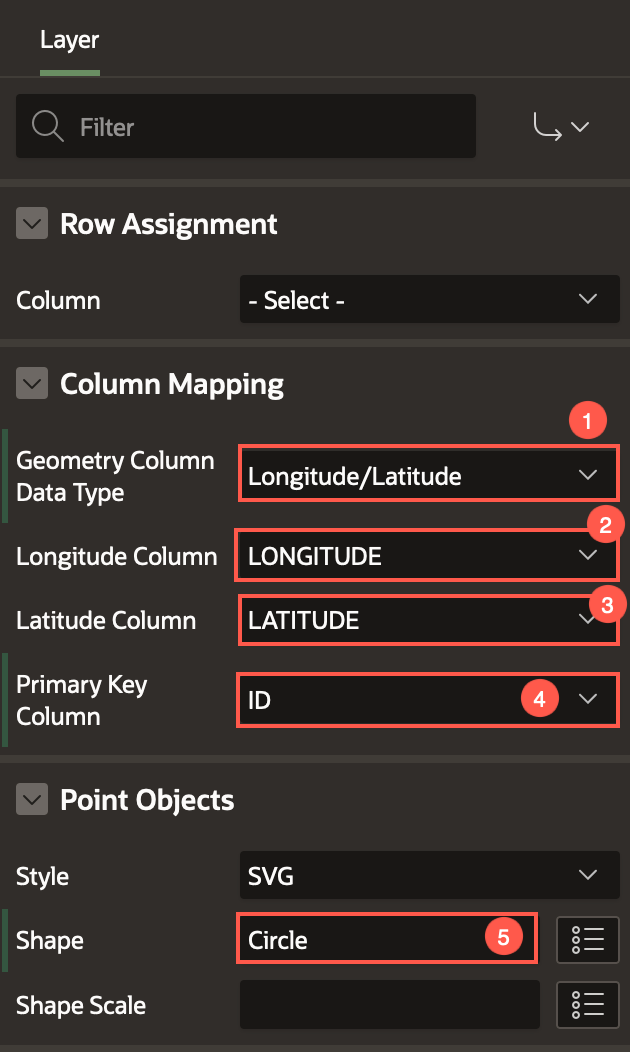 Layer
Filter
Row Assignment
Column
- Select -
Column Mapping
1
Geometry Column
Data Type
Longitude/Latitude
2
Longitude Column
LONGITUDE
3
Latitude Column
LATITUDE
Primary Key
Column
ID
4
Point Objects
Style
SVG
Shape
Circle
5
Shape Scale